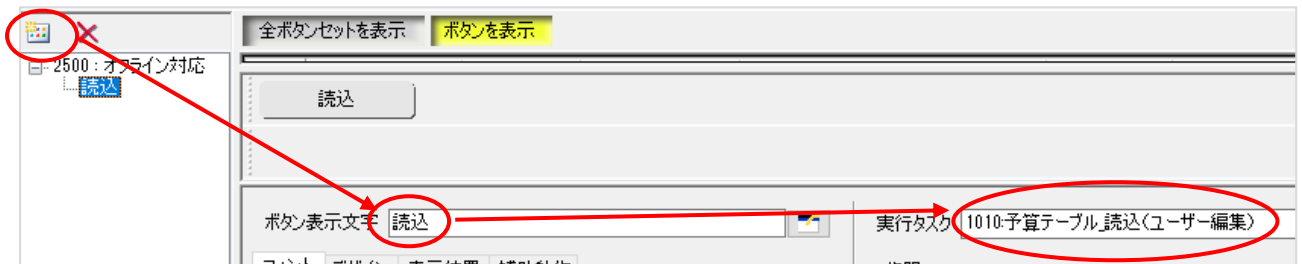 全ボタンセットを表示 ボタンを表示
2500 : オフライン対応
読込
読込
ボタン表示文字 読込 実行タスク 1010:予算テーブル_読込(ユーザー編集)